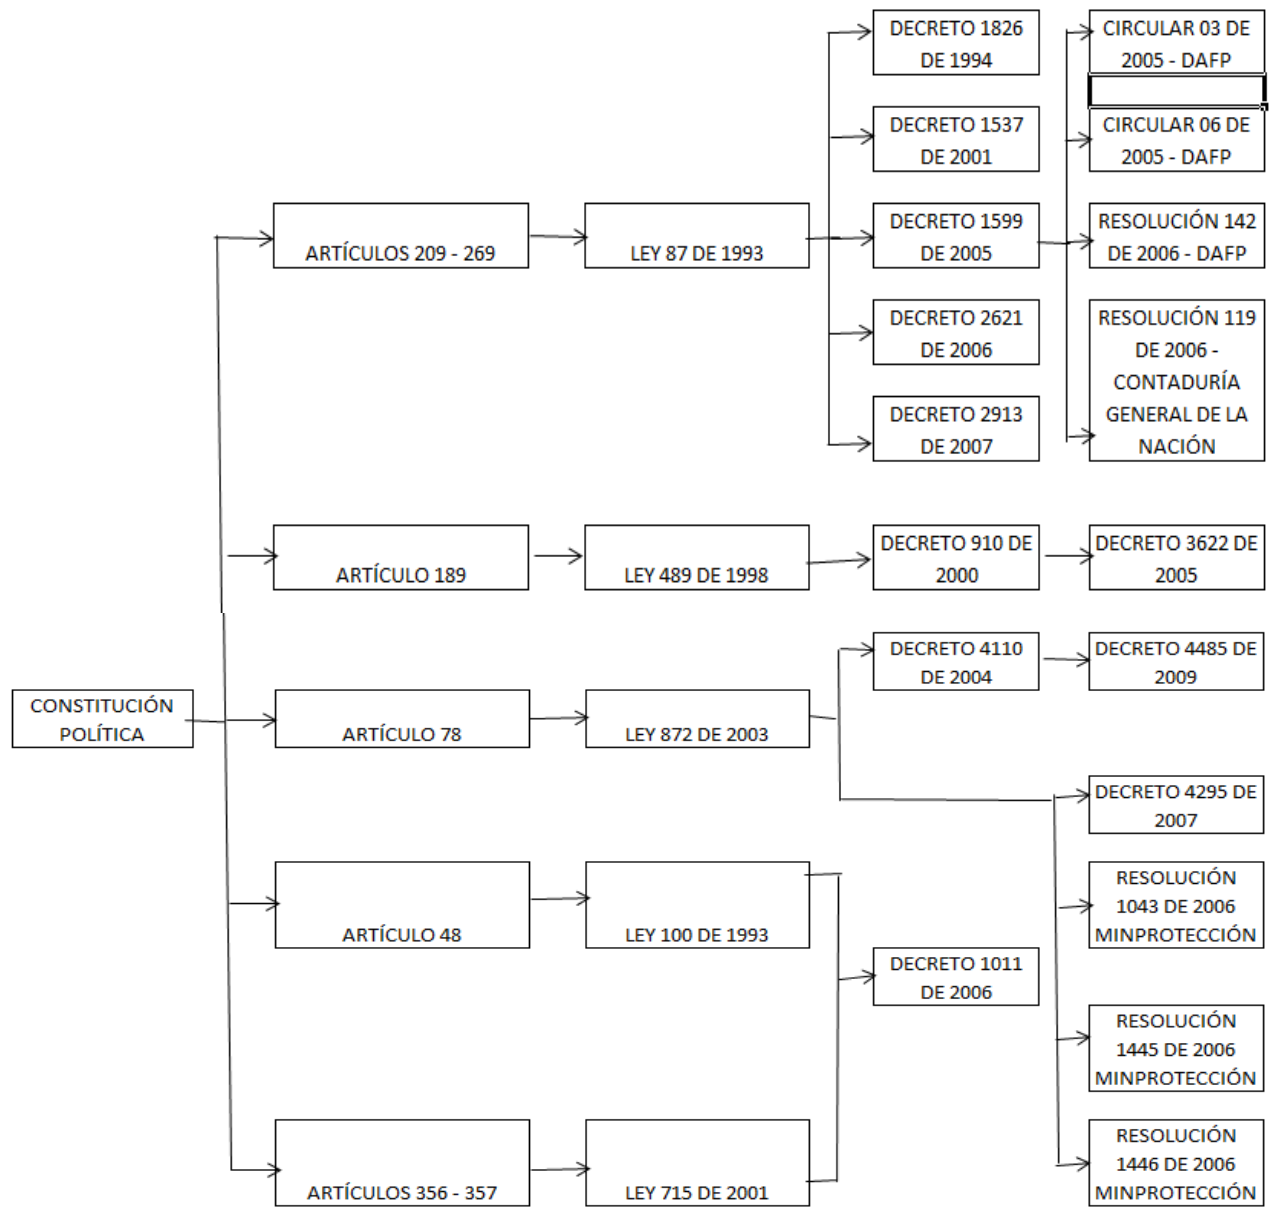 DECRETO 1826
DE 1994
CIRCULAR 03 DE
2005 - DAFP
DECRETO 1537
DE 2001
CIRCULAR 06 DE
2005 - DAFP
ARTÍCULOS 209 - 269
LEY 87 DE 1993
DECRETO 1599
DE 2005
RESOLUCIÓN 142
DE 2006 - DAFP
DECRETO 2621
DE 2006
RESOLUCIÓN 119
DE 2006 -
CONTADURÍA
GENERAL DE LA
NACIÓN
DECRETO 2913
DE 2007
ARTÍCULO 189
LEY 489 DE 1998
DECRETO 910 DE
2000
DECRETO 3622 DE
2005
DECRETO 4110
DE 2004
DECRETO 4485 DE
2009
CONSTITUCIÓN
POLÍTICA
ARTÍCULO 78
LEY 872 DE 2003
DECRETO 4295 DE
2007
ARTÍCULO 48
LEY 100 DE 1993
RESOLUCIÓN
1043 DE 2006
MINPROTECCIÓN
DECRETO 1011
DE 2006
RESOLUCIÓN
1445 DE 2006
MINPROTECCIÓN
ARTÍCULOS 356 - 357
LEY 715 DE 2001
RESOLUCIÓN
1446 DE 2006
MINPROTECCIÓN